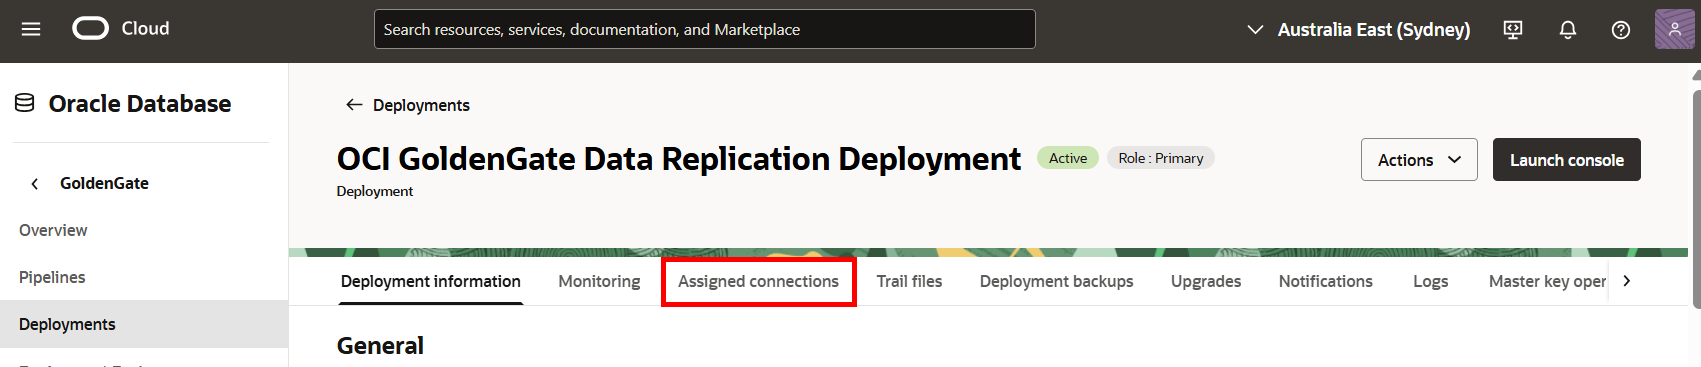 Cloud
Search resources, services, documentation, and Marketplace
Australia East (Sydney)
Oracle Database
GoldenGate
Overview
Pipelines
Deployments
Deployments
OCI GoldenGate Data Replication Deployment
Active
Role : Primary
Deployment
Actions
Launch console
Deployment information
Monitoring
Assigned connections
Trail files
Deployment backups
Upgrades
Notifications
Logs
Master key oper
General